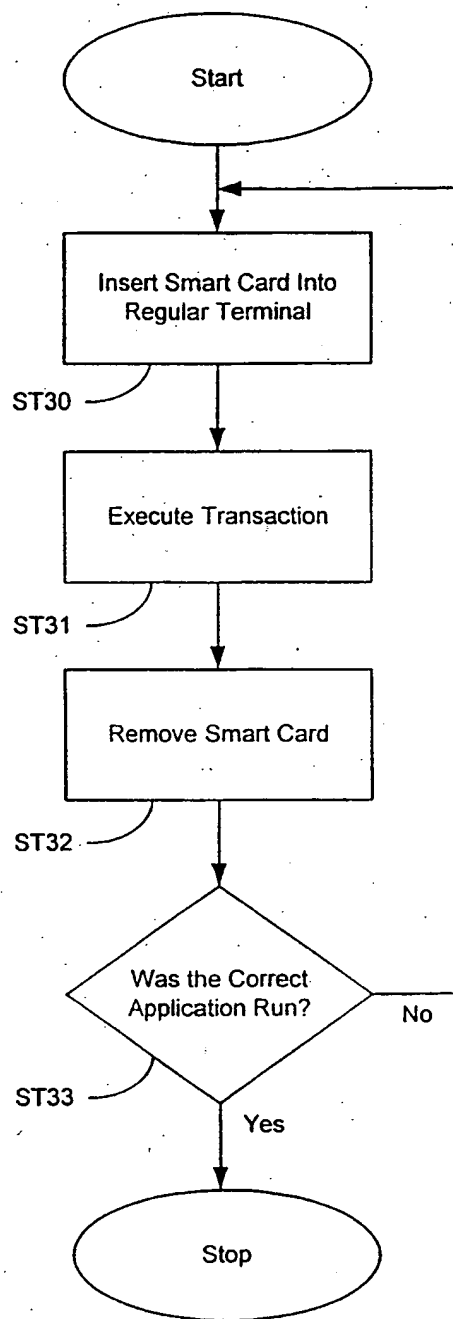 Start
Insert Smart Card Into
Regular Terminal
ST30
Execute Transaction
ST31
Remove Smart Card
ST32
Was the Correct
Application Run?
No
ST33
Yes
Stop